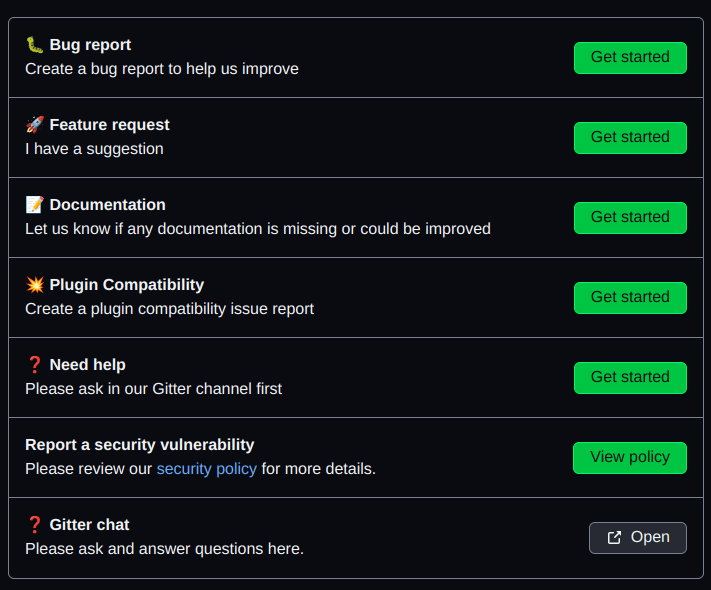 🐛 Bug report
Create a bug report to help us improve
Get started
🚀 Feature request
I have a suggestion
Get started
📝 Documentation
Let us know if any documentation is missing or could be improved
Get started
💥 Plugin Compatibility
Create a plugin compatibility issue report
Get started
❓ Need help
Please ask in our Gitter channel first
Get started
Report a security vulnerability
Please review our security policy for more details.
View policy
❓ Gitter chat
Please ask and answer questions here.
Open